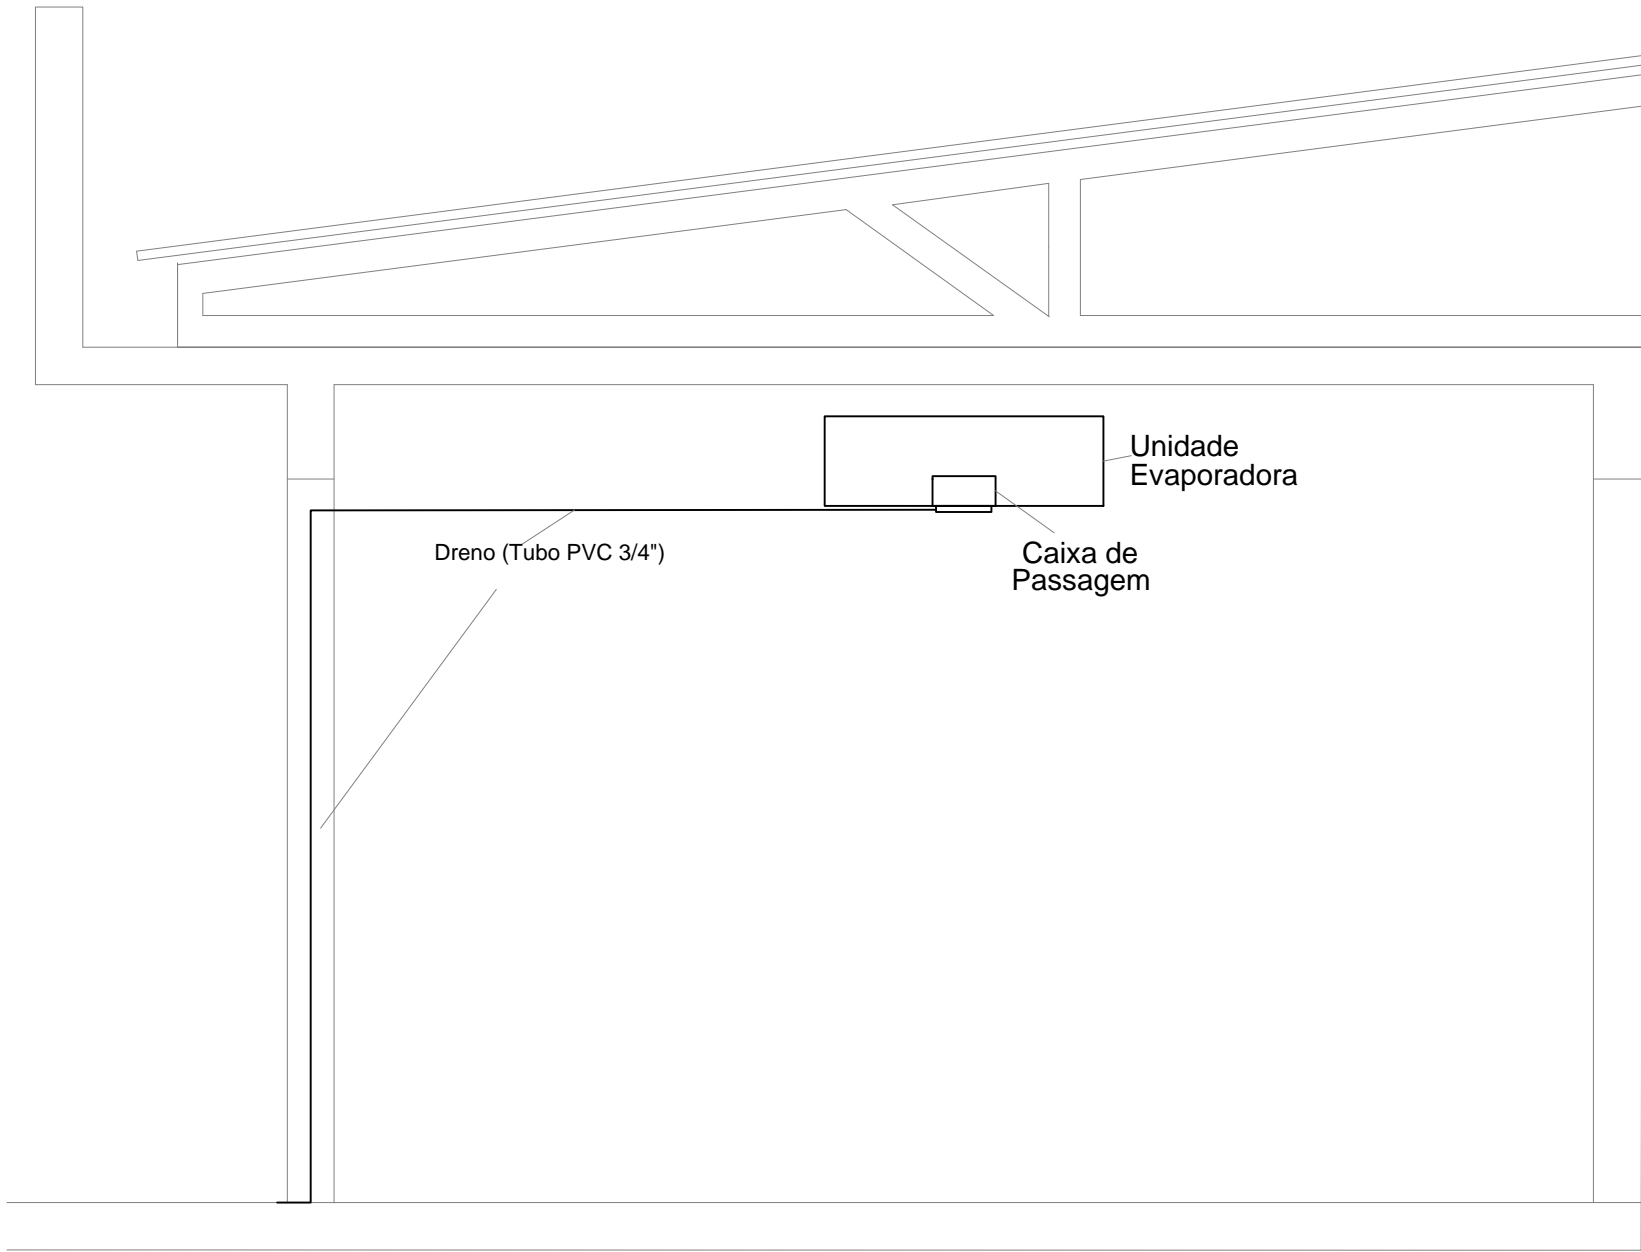 Unidade
Evaporadora
Dreno (Tubo PVC 3/4")
Caixa de
Passagem